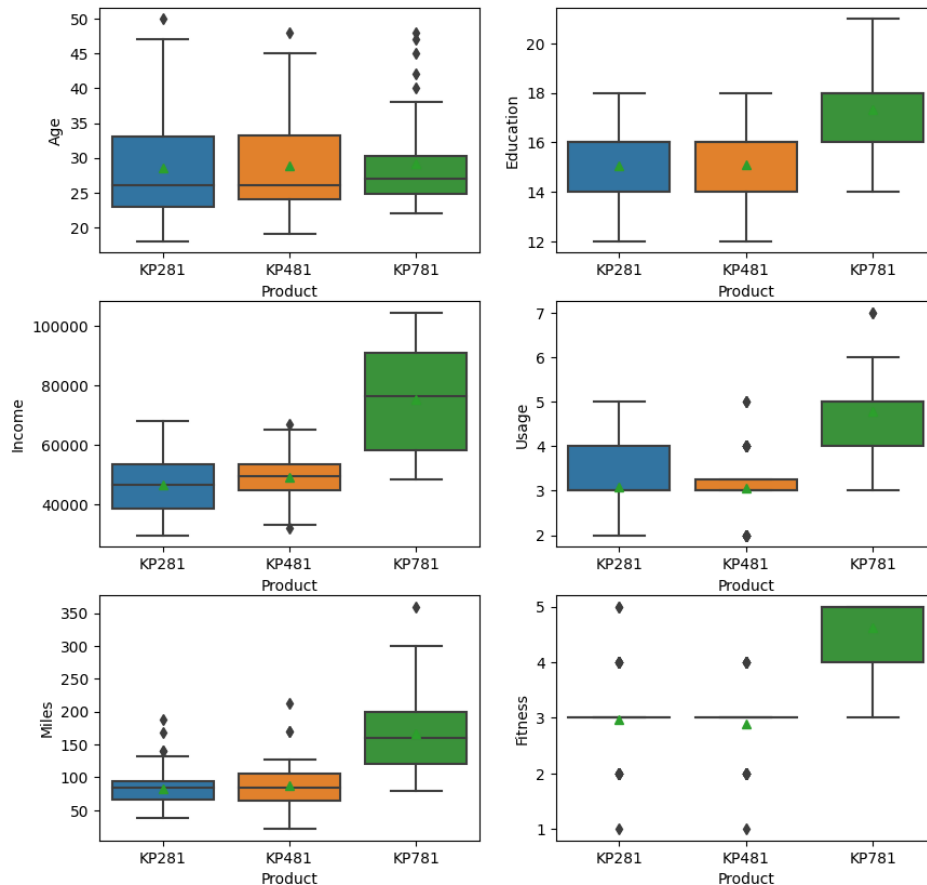 Age
50
45
40
35
30
25
20
KP281 KP481 KP781
Product
Education
20
18
16
14
12
KP281 KP481 KP781
Product
Income
100000
80000
60000
40000
KP281 KP481 KP781
Product
Usage
7
6
5
4
3
2
KP281 KP481 KP781
Product
Miles
350
300
250
200
150
100
50
KP281 KP481 KP781
Product
Fitness
5
4
3
2
1
KP281 KP481 KP781
Product